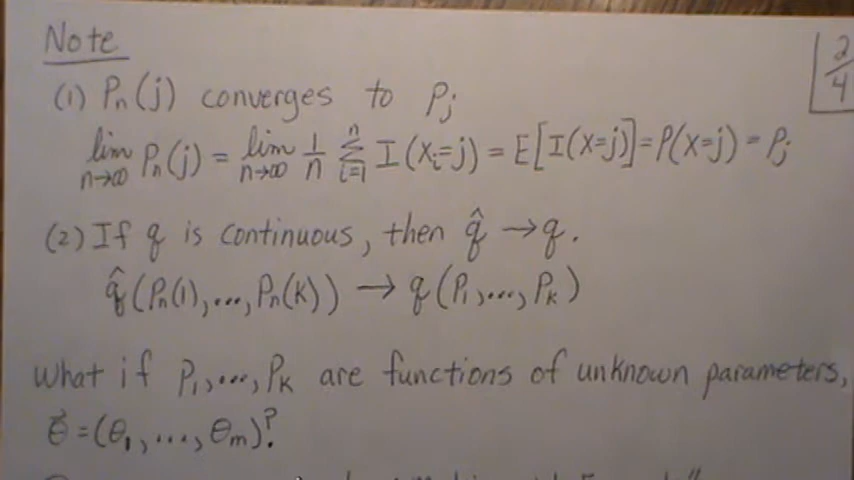 Note
2/4
(1) Pn(j) converges to Pj
lim n→∞ Pn(j) = lim n→∞ 1/n Σ i=1 n I(Xi=j) = E[I(X=j)] = P(X=j) = Pj
(2) If q is continuous, then q̂ → q.
q̂(Pn(1),..., Pn(k)) → q(P1,..., Pk)
What if P1,..., Pk are functions of unknown parameters,
θ⃗ = (θ1,..., θm)?